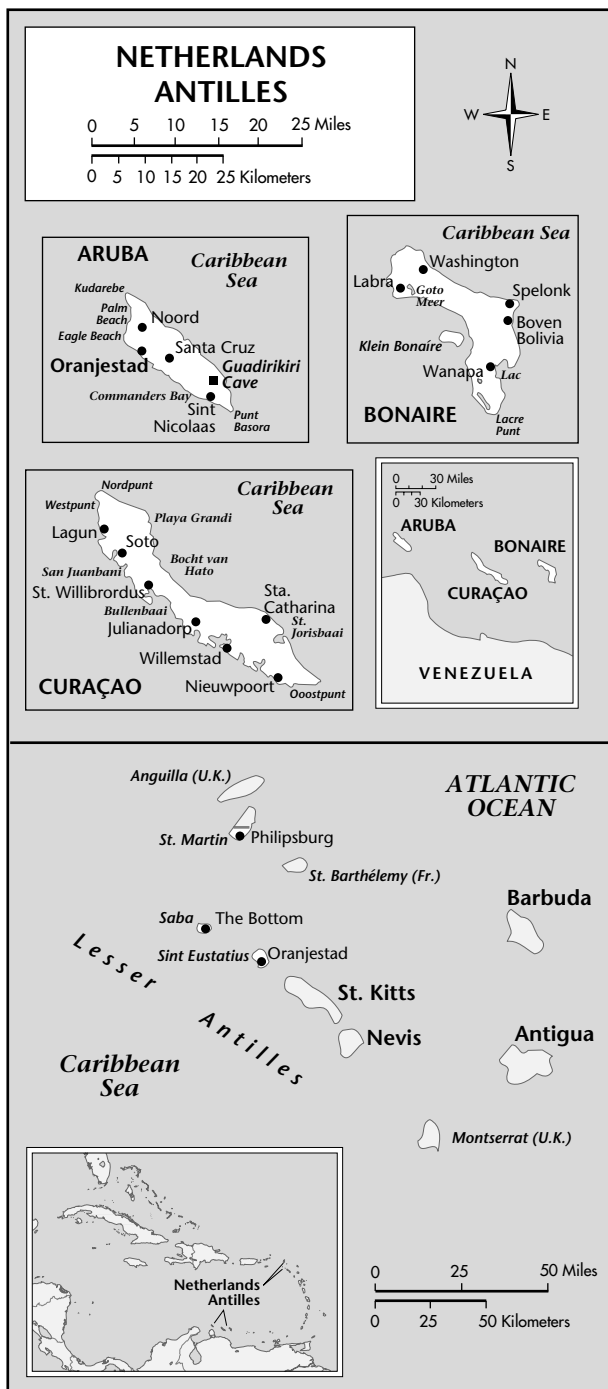 NETHERLANDS
ANTILLES
0 5 10 15 20 25 Miles
0 5 10 15 20 25 Kilometers
N
W E
S
ARUBA
Caribbean
Sea
Kudarebe
Palm
Beach
Noord
Eagle Beach
Santa Cruz
Oranjestad
Guadirikiri
Cave
Commanders Bay
Sint
Nicolaas
Punt
Basora
Caribbean Sea
Washington
Labra
Goto
Meer
Spelonk
Boven
Bolivia
Klein Bonaire
Wanapa
Lac
BONAIRE
Lacre
Punt
Nordpunt
Caribbean
Sea
Westpunt
Playa Grandi
Lagun
Soto
Bocht van
Hato
San Juanbani
St. Willibrordus
Sta.
Catharina
Bullenbaai
St.
Jorisbaai
Julianadorp
Willemstad
CURAÇAO
Nieuwpoort
Ooostpunt
0 30 Miles
0 30 Kilometers
ARUBA
BONAIRE
CURAÇAO
VENEZUELA
Anguilla (U.K.)
ATLANTIC
OCEAN
St. Martin
Philipsburg
St. Barthélemy (Fr.)
Barbuda
Saba
The Bottom
Sint Eustatius
Oranjestad
Lesser Antilles
St. Kitts
Nevis
Antigua
Caribbean
Sea
Montserrat (U.K.)
Netherlands
Antilles
0 25 50 Miles
0 25 50 Kilometers